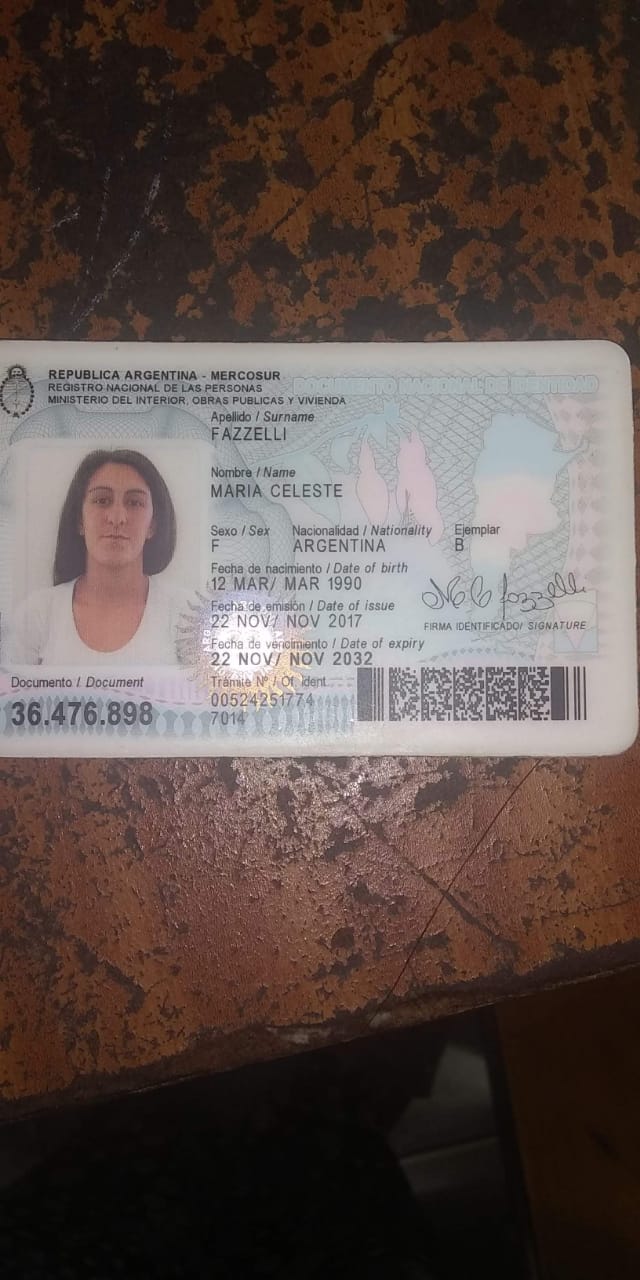 REPUBLICA ARGENTINA - MERCOSUR
REGISTRO NACIONAL DE LAS PERSONAS
MINISTERIO DEL INTERIOR, OBRAS PUBLICAS Y VIVIENDA
DOCUMENTO NACIONAL DE IDENTIDAD
Apellido / Surname
FAZZELLI
Nombre / Name
MARIA CELESTE
Sexo / Sex Nacionalidad / Nationality Ejemplar
F ARGENTINA B
Fecha de nacimiento / Date of birth
12 MAR/ MAR 1990
Fecha de emisión / Date of issue
22 NOV/ NOV 2017
FIRMA IDENTIFICADO/ SIGNATURE
Fecha de vencimiento / Date of expiry
22 NOV/ NOV 2032
Documento / Document
36.476.898
Trámite Nº / Of. ident.
00524251774
7014